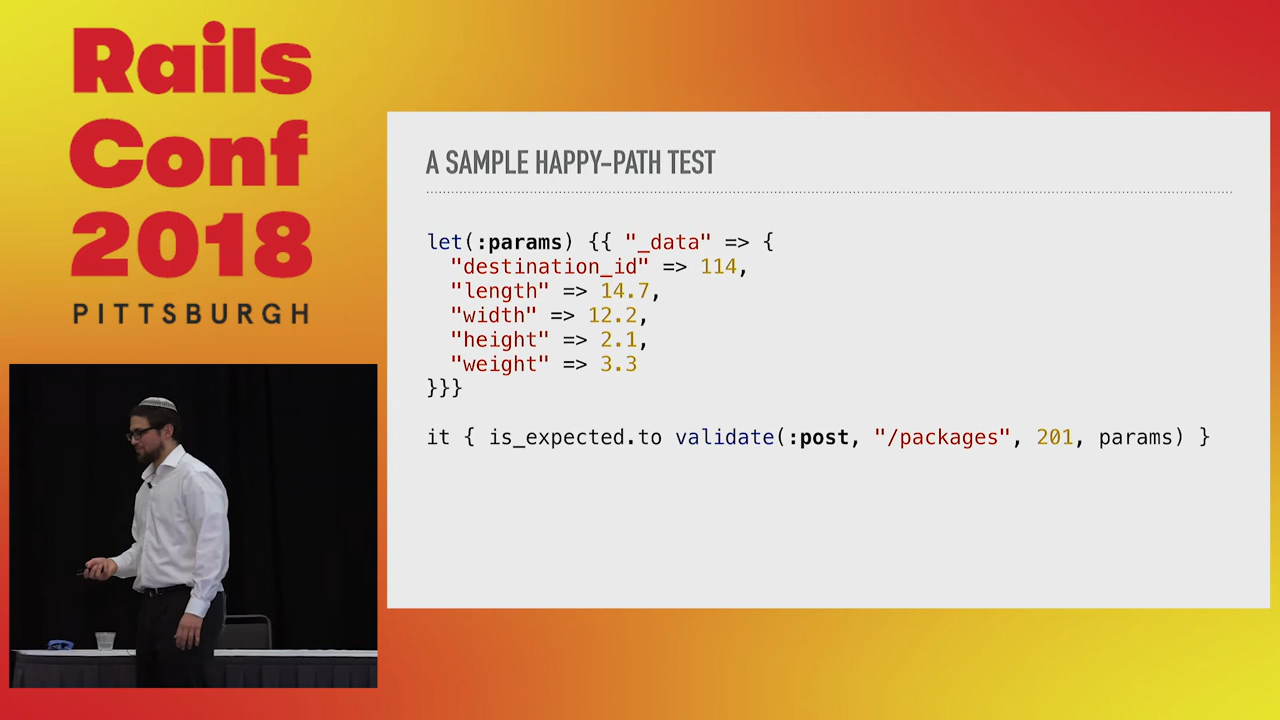 Rails
Conf
2018
PITTSBURGH
A SAMPLE HAPPY-PATH TEST
let(:params) {{ "_data" => {
  "destination_id" => 114,
  "length" => 14.7,
  "width" => 12.2,
  "height" => 2.1,
  "weight" => 3.3
}}}
it { is_expected.to validate(:post, "/packages", 201, params) }